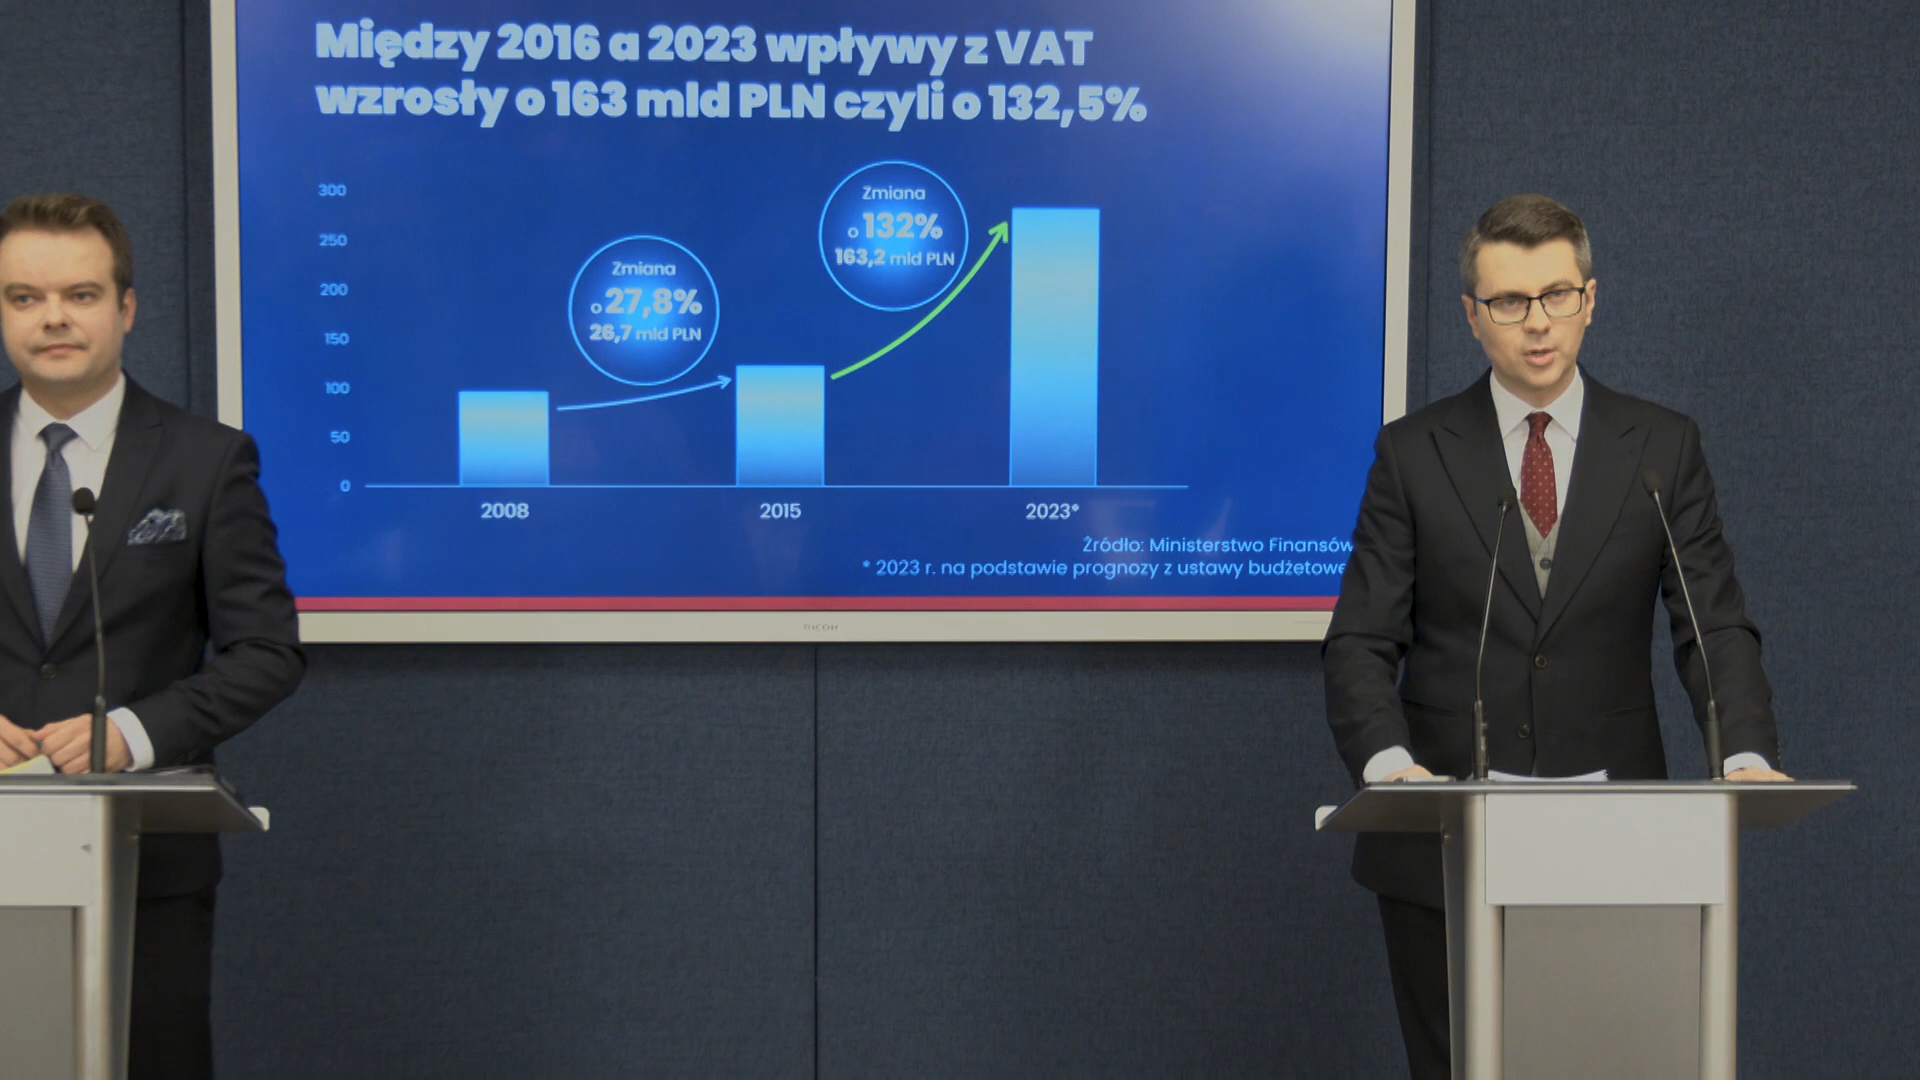 Między 2016 a 2023 wpływy z VAT
wzrosły o 163 mld PLN czyli o 132,5%
300
250
200
150
100
50
0
Zmiana
o 27,8%
26,7 mld PLN
Zmiana
o 132%
163,2 mld PLN
2008
2015
2023*
Źródło: Ministerstwo Finansów
* 2023 r. na podstawie prognozy z ustawy budżetowe
RICOH